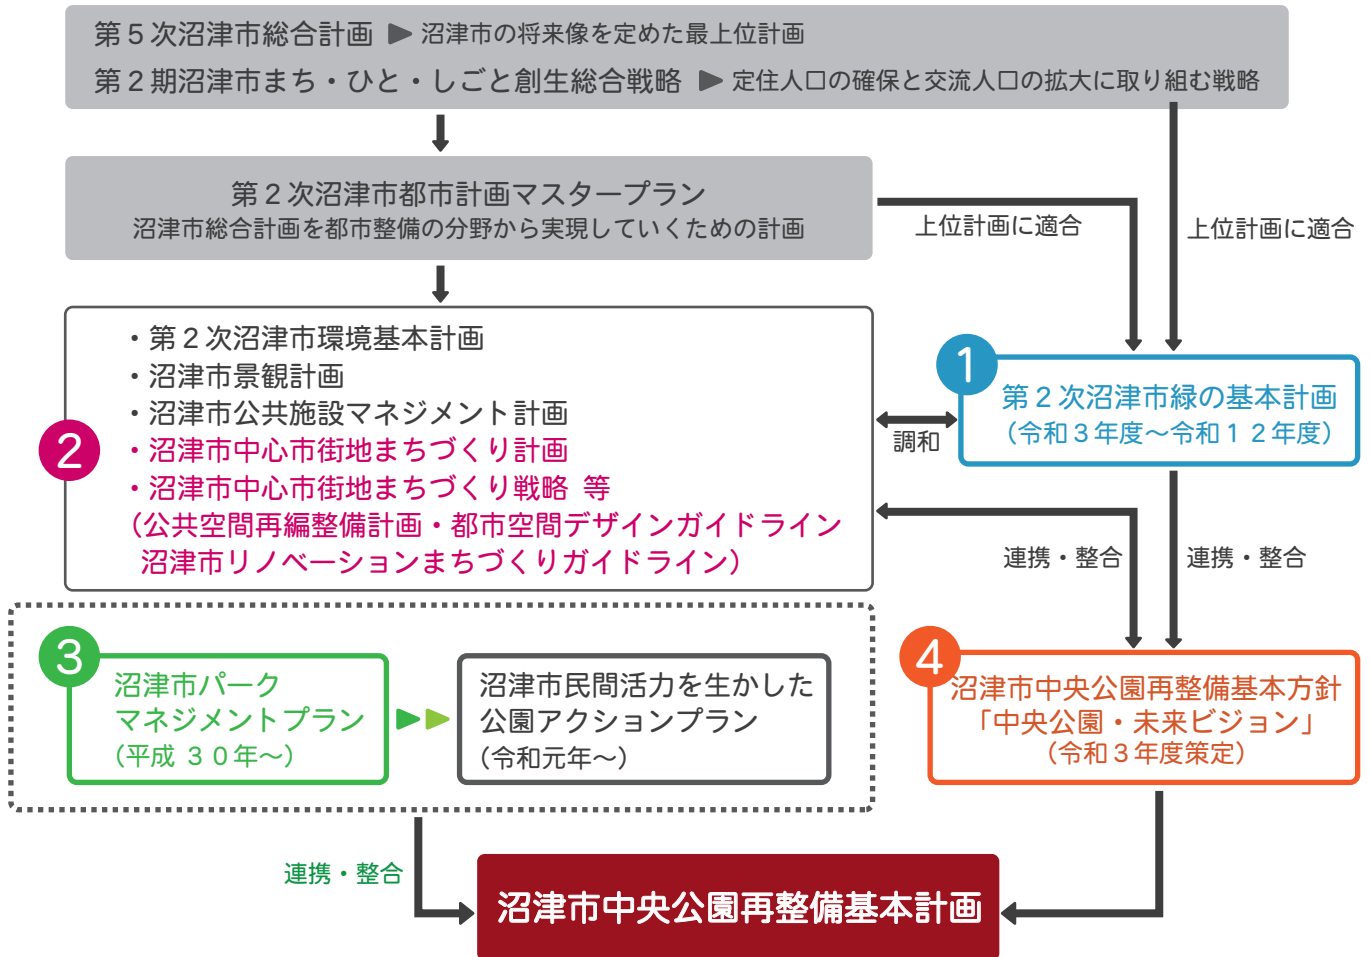 第５次沼津市総合計画 ▶ 沼津市の将来像を定めた最上位計画
第２期沼津市まち・ひと・しごと創生総合戦略 ▶ 定住人口の確保と交流人口の拡大に取り組む戦略
第２次沼津市都市計画マスタープラン
沼津市総合計画を都市整備の分野から実現していくための計画
上位計画に適合
上位計画に適合
1
第２次沼津市緑の基本計画
（令和３年度～令和１２年度）
2
・第２次沼津市環境基本計画
・沼津市景観計画
・沼津市公共施設マネジメント計画
・沼津市中心市街地まちづくり計画
・沼津市中心市街地まちづくり戦略 等
（公共空間再編整備計画・都市空間デザインガイドライン
沼津市リノベーションまちづくりガイドライン）
調和
連携・整合
連携・整合
3
沼津市パーク
マネジメントプラン
（平成 ３０年～）
沼津市民間活力を生かした
公園アクションプラン
（令和元年～）
4
沼津市中央公園再整備基本方針
「中央公園・未来ビジョン」
（令和３年度策定）
連携・整合
沼津市中央公園再整備基本計画